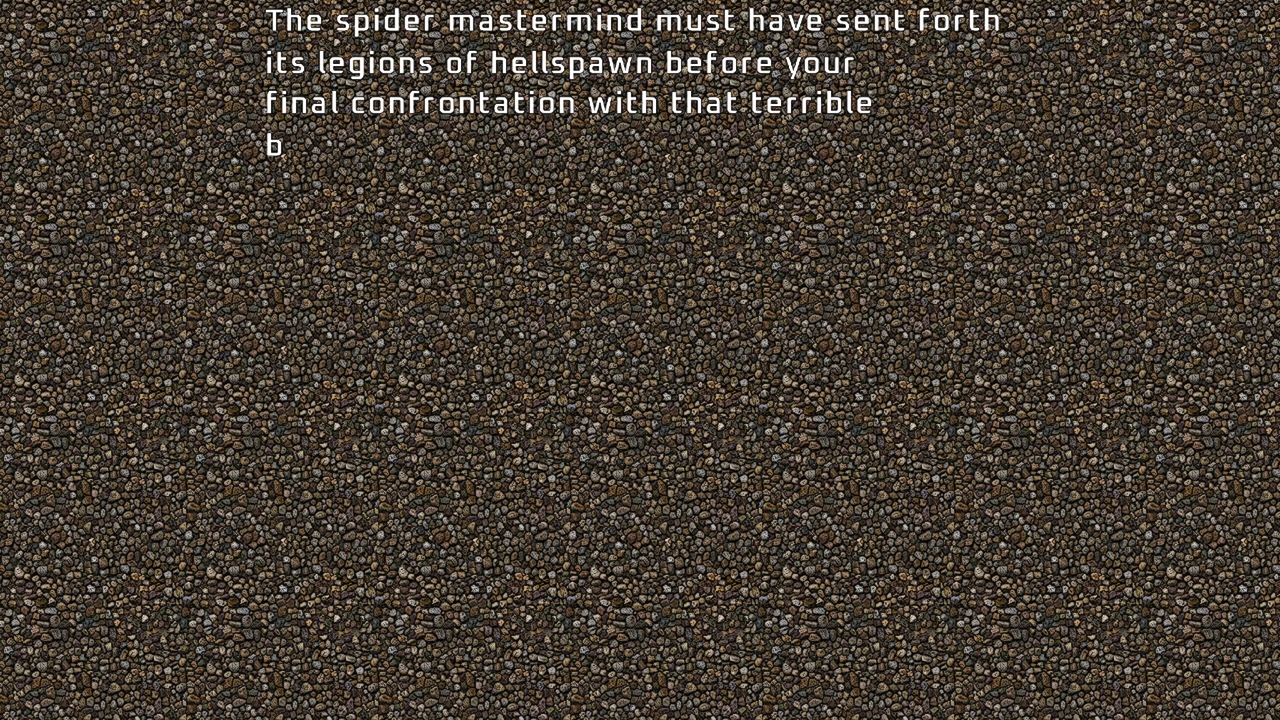 The spider mastermind must have sent forth
its legions of hellspawn before your
final confrontation with that terrible
b